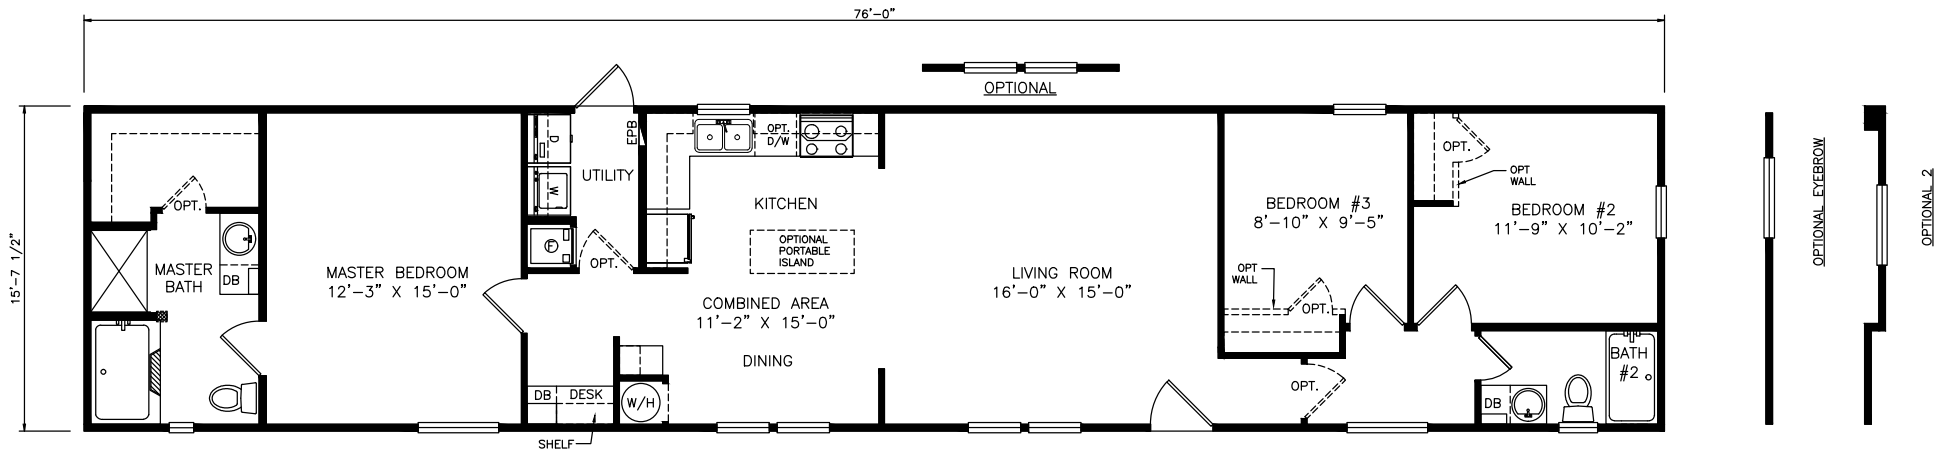 76'-0"
OPTIONAL
15'-7 1/2"
OPT.
MASTER
BATH
DB
MASTER BEDROOM
12'-3" X 15'-0"
D
W
EPB
UTILITY
F
OPT.
DB
DESK
SHELF
W/H
OPT.
D/W
KITCHEN
OPTIONAL
PORTABLE
ISLAND
COMBINED AREA
11'-2" X 15'-0"
DINING
LIVING ROOM
16'-0" X 15'-0"
BEDROOM #3
8'-10" X 9'-5"
OPT
WALL
OPT.
OPT.
OPT.
OPT
WALL
BEDROOM #2
11'-9" X 10'-2"
BATH
#2
DB
OPTIONAL EYEBROW
OPTIONAL 2